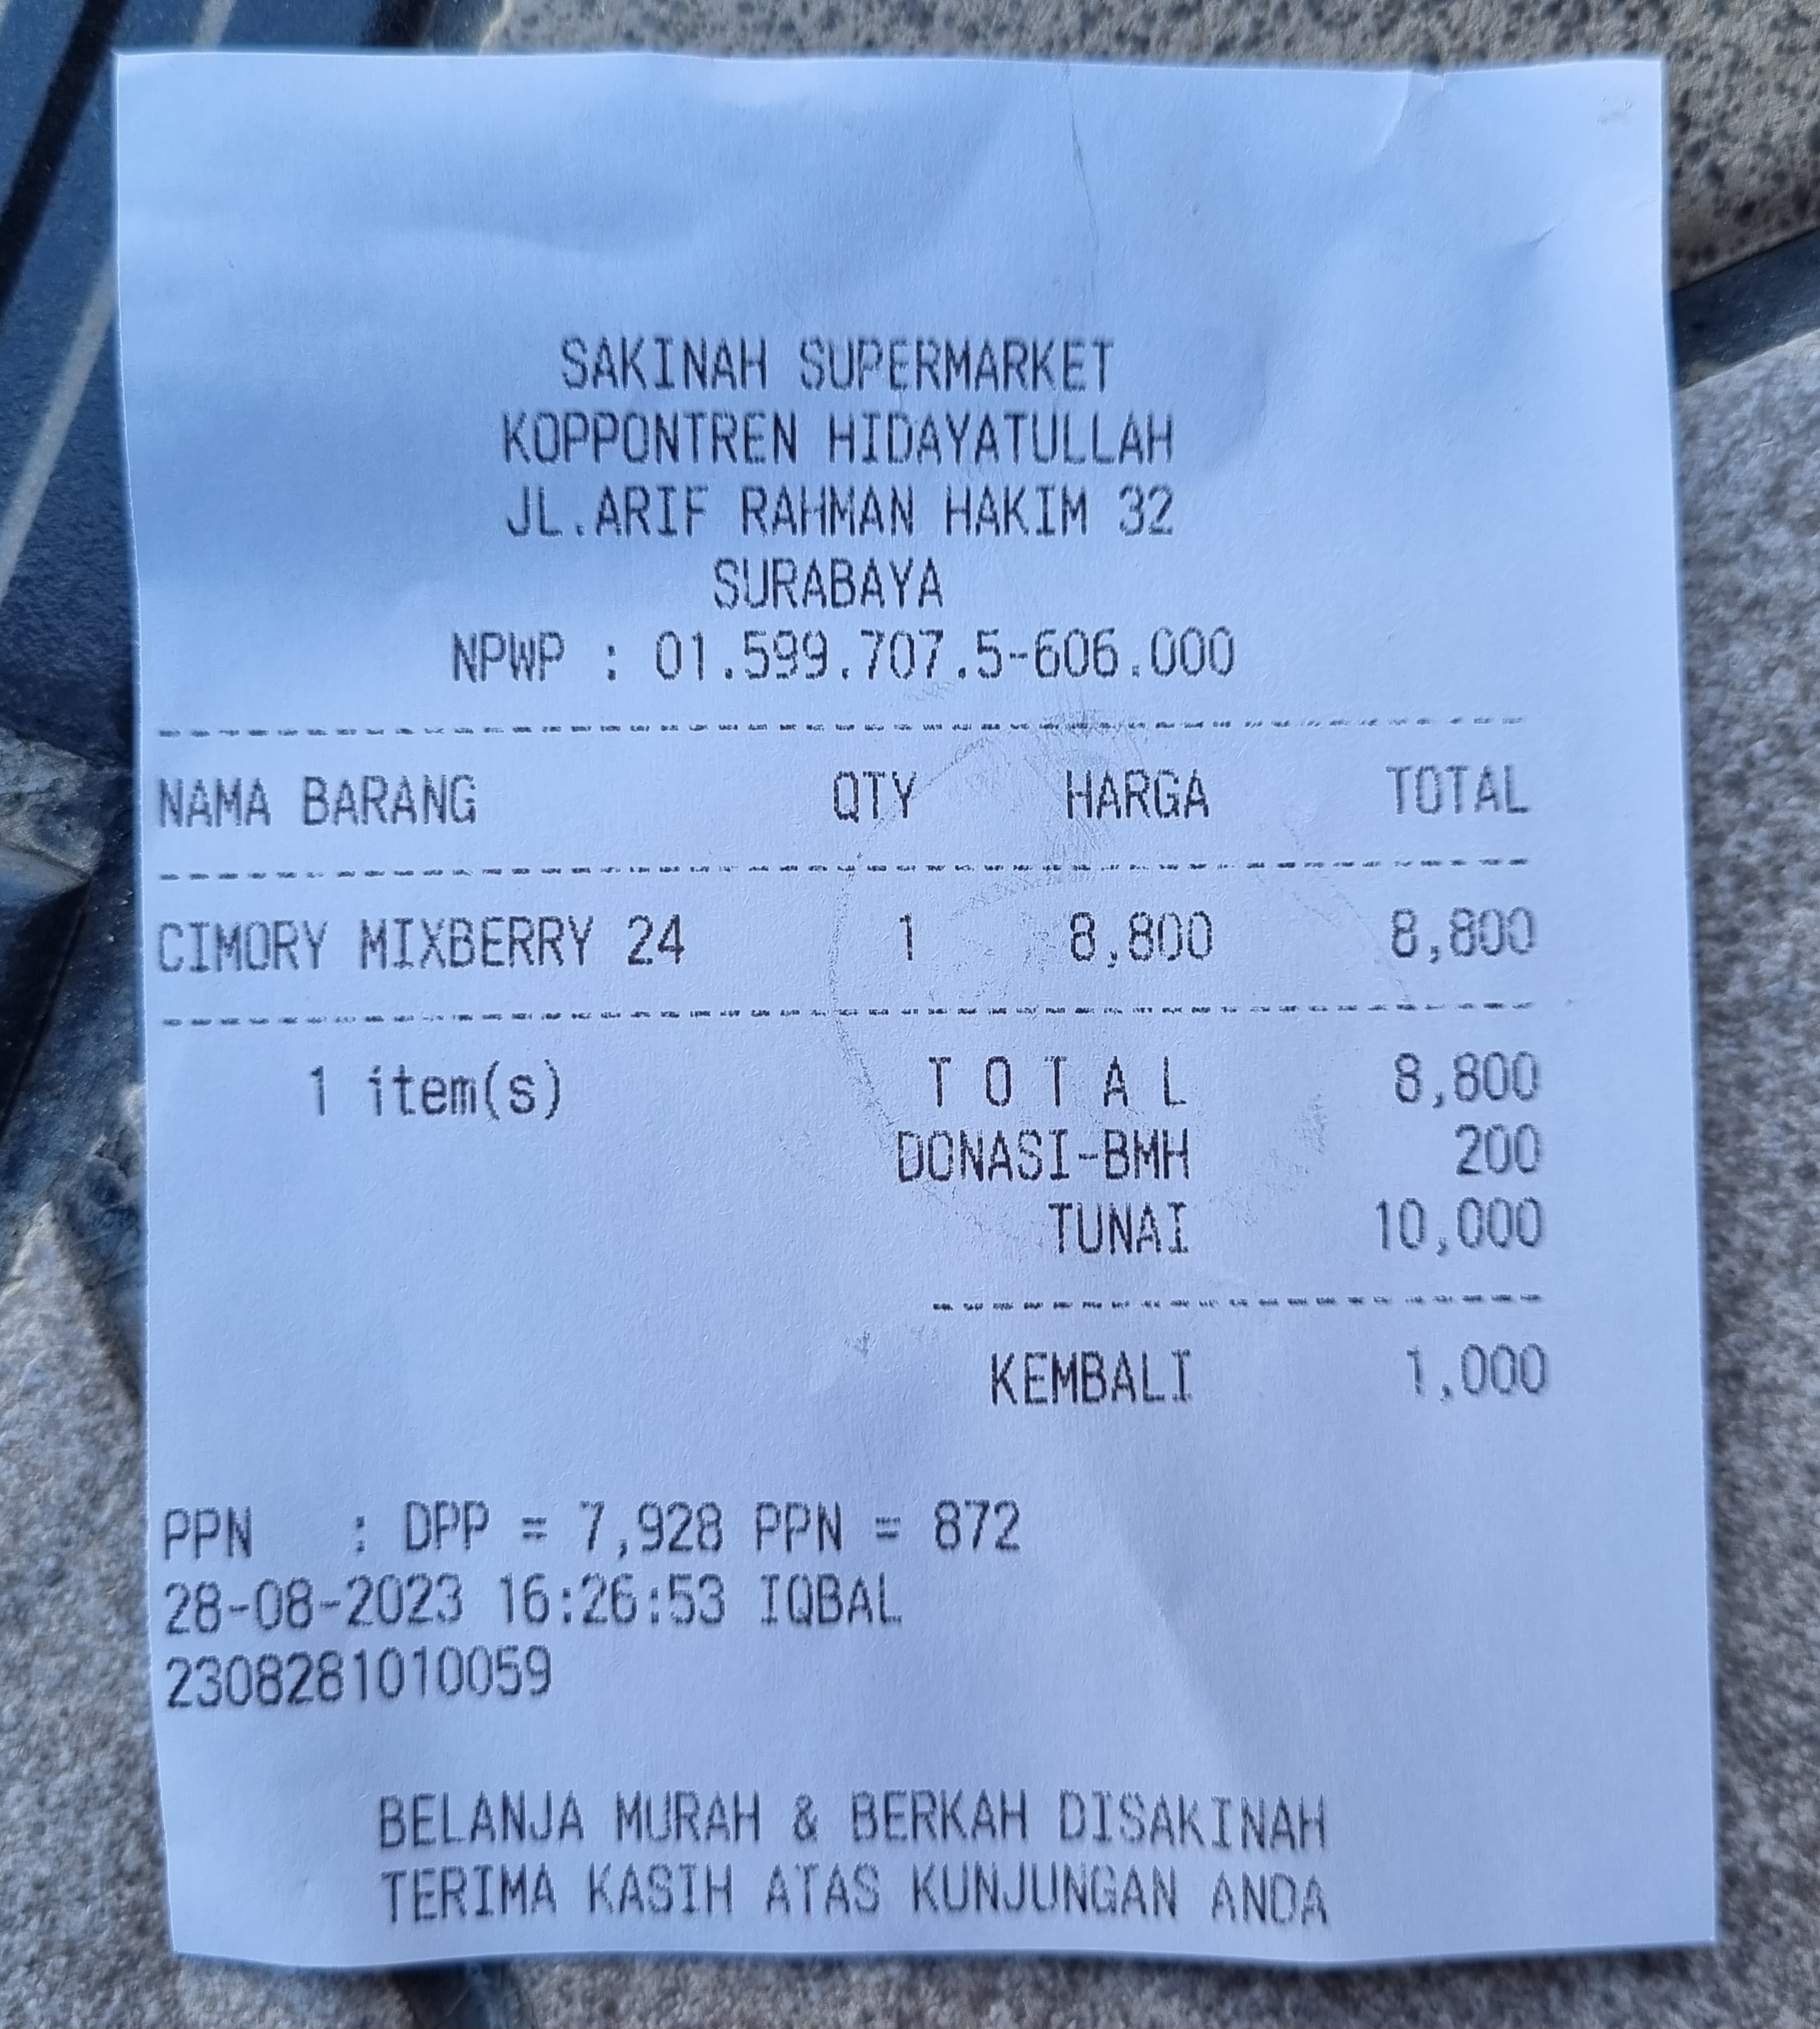 SAKINAH SUPERMARKET
KOPPONTREN HIDAYATULLAH
JL.ARIF RAHMAN HAKIM 32
SURABAYA
NPWP : 01.599.707.5-606.000
NAMA BARANG QTY HARGA TOTAL
CIMORY MIXBERRY 24 1 8,800 8,800
1 item(s) T O T A L 8,800
DONASI-BMH 200
TUNAI 10,000
KEMBALI 1,000
PPN : DPP = 7,928 PPN = 872
28-08-2023 16:26:53 IQBAL
2308281010059
BELANJA MURAH & BERKAH DISAKINAH
TERIMA KASIH ATAS KUNJUNGAN ANDA